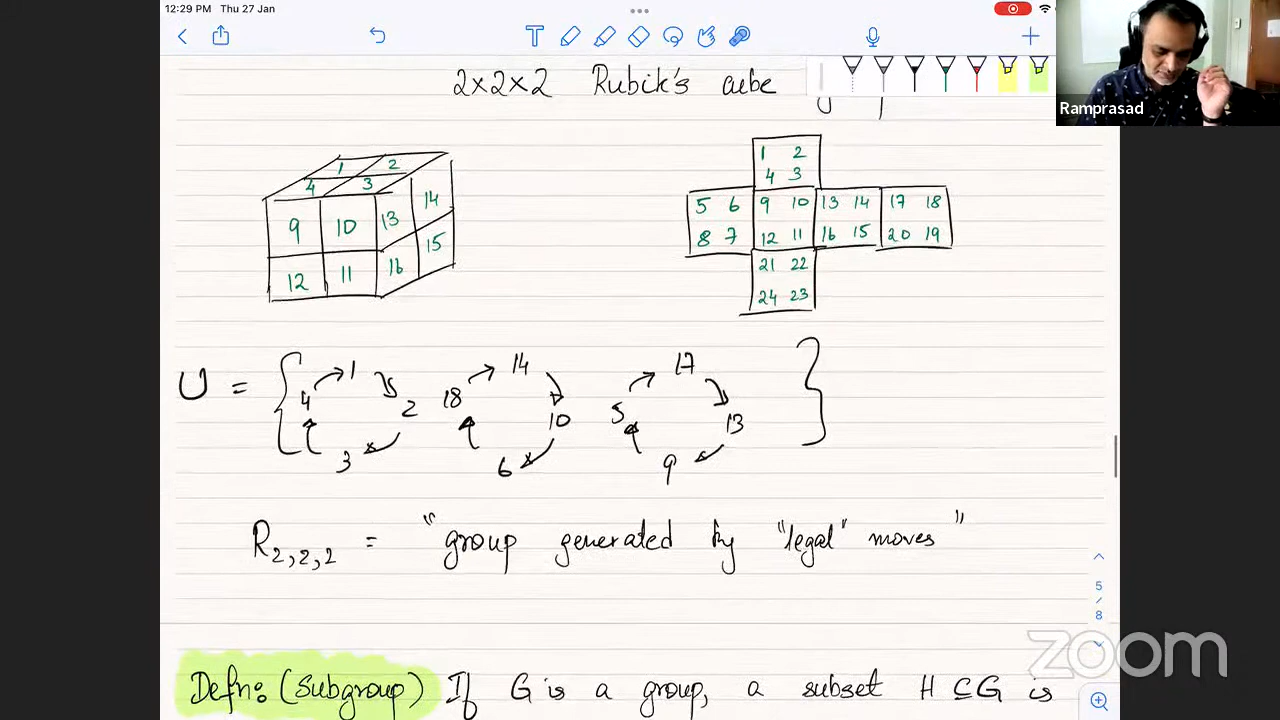 12:29 PM Thu 27 Jan
Ramprasad
2×2×2 Rubik's cube
1 2
4 3
9 10 13 14
12 11 16 15
1 2
4 3
5 6 9 10 13 14 17 18
8 7 12 11 16 15 20 19
21 22
24 23
U = { 4 1 2 3 18 14 10 6 5 17 13 9 }
R2,2,2 = "group generated by "legal" moves"
5
/
8
zoom
Defn: (Subgroup) If G is a group, a subset H ⊆ G is